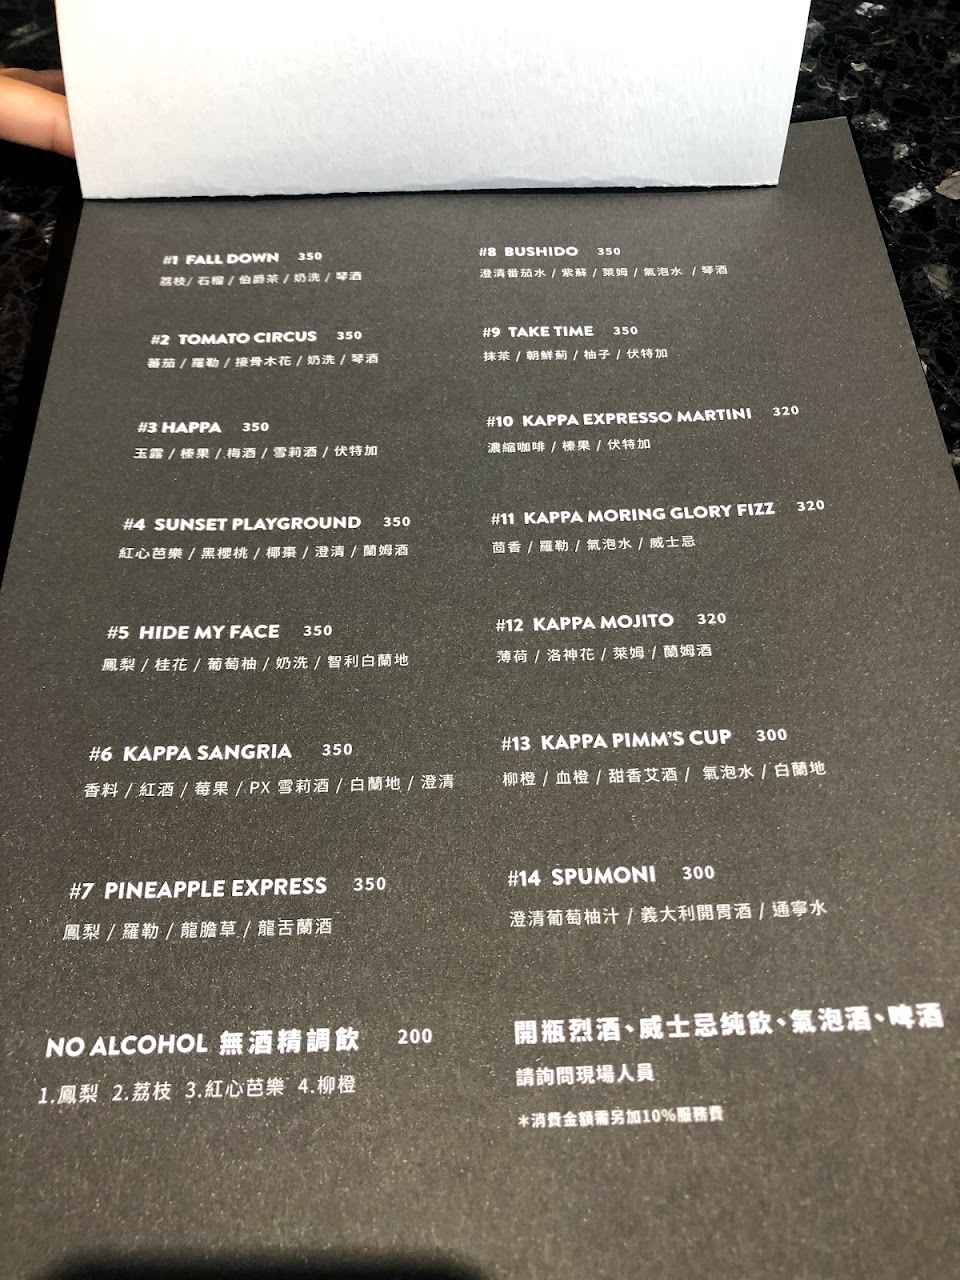 #1 FALL DOWN 350
荔枝/ 石榴 / 伯爵茶 / 奶洗 / 琴酒
#2 TOMATO CIRCUS 350
蕃茄 / 羅勒 / 接骨木花 / 奶洗 / 琴酒
#3 HAPPA 350
玉露 / 榛果 / 梅酒 / 雪莉酒 / 伏特加
#4 SUNSET PLAYGROUND 350
紅心芭樂 / 黑櫻桃 / 椰棗 / 澄清 / 蘭姆酒
#5 HIDE MY FACE 350
鳳梨 / 桂花 / 葡萄柚 / 奶洗 / 智利白蘭地
#6 KAPPA SANGRIA 350
香料 / 紅酒 / 莓果 / PX 雪莉酒 / 白蘭地 / 澄清
#7 PINEAPPLE EXPRESS 350
鳳梨 / 羅勒 / 龍膽草 / 龍舌蘭酒
NO ALCOHOL 無酒精調飲 200
1.鳳梨 2.荔枝 3.紅心芭樂 4.柳橙
#8 BUSHIDO 350
澄清番茄水 / 紫蘇 / 萊姆 / 氣泡水 / 琴酒
#9 TAKE TIME 350
抹茶 / 朝鮮薊 / 柚子 / 伏特加
#10 KAPPA EXPRESSO MARTINI 320
濃縮咖啡 / 榛果 / 伏特加
#11 KAPPA MORING GLORY FIZZ 320
茴香 / 羅勒 / 氣泡水 / 威士忌
#12 KAPPA MOJITO 320
薄荷 / 洛神花 / 萊姆 / 蘭姆酒
#13 KAPPA PIMM'S CUP 300
柳橙 / 血橙 / 甜香艾酒 / 氣泡水 / 白蘭地
#14 SPUMONI 300
澄清葡萄柚汁 / 義大利開胃酒 / 通寧水
開瓶烈酒、威士忌純飲、氣泡酒、啤酒
請詢問現場人員
*消費金額需另加10%服務費